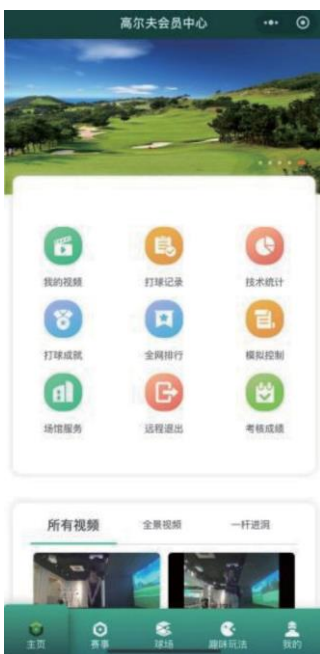 高尔夫会员中心
我的视频 打球记录 技术统计
打球成就 全网排行 模拟控制
场馆服务 远程退出 考核成绩
所有视频 全景视频 一杆进洞
主页 赛事 球场 趣味玩法 我的